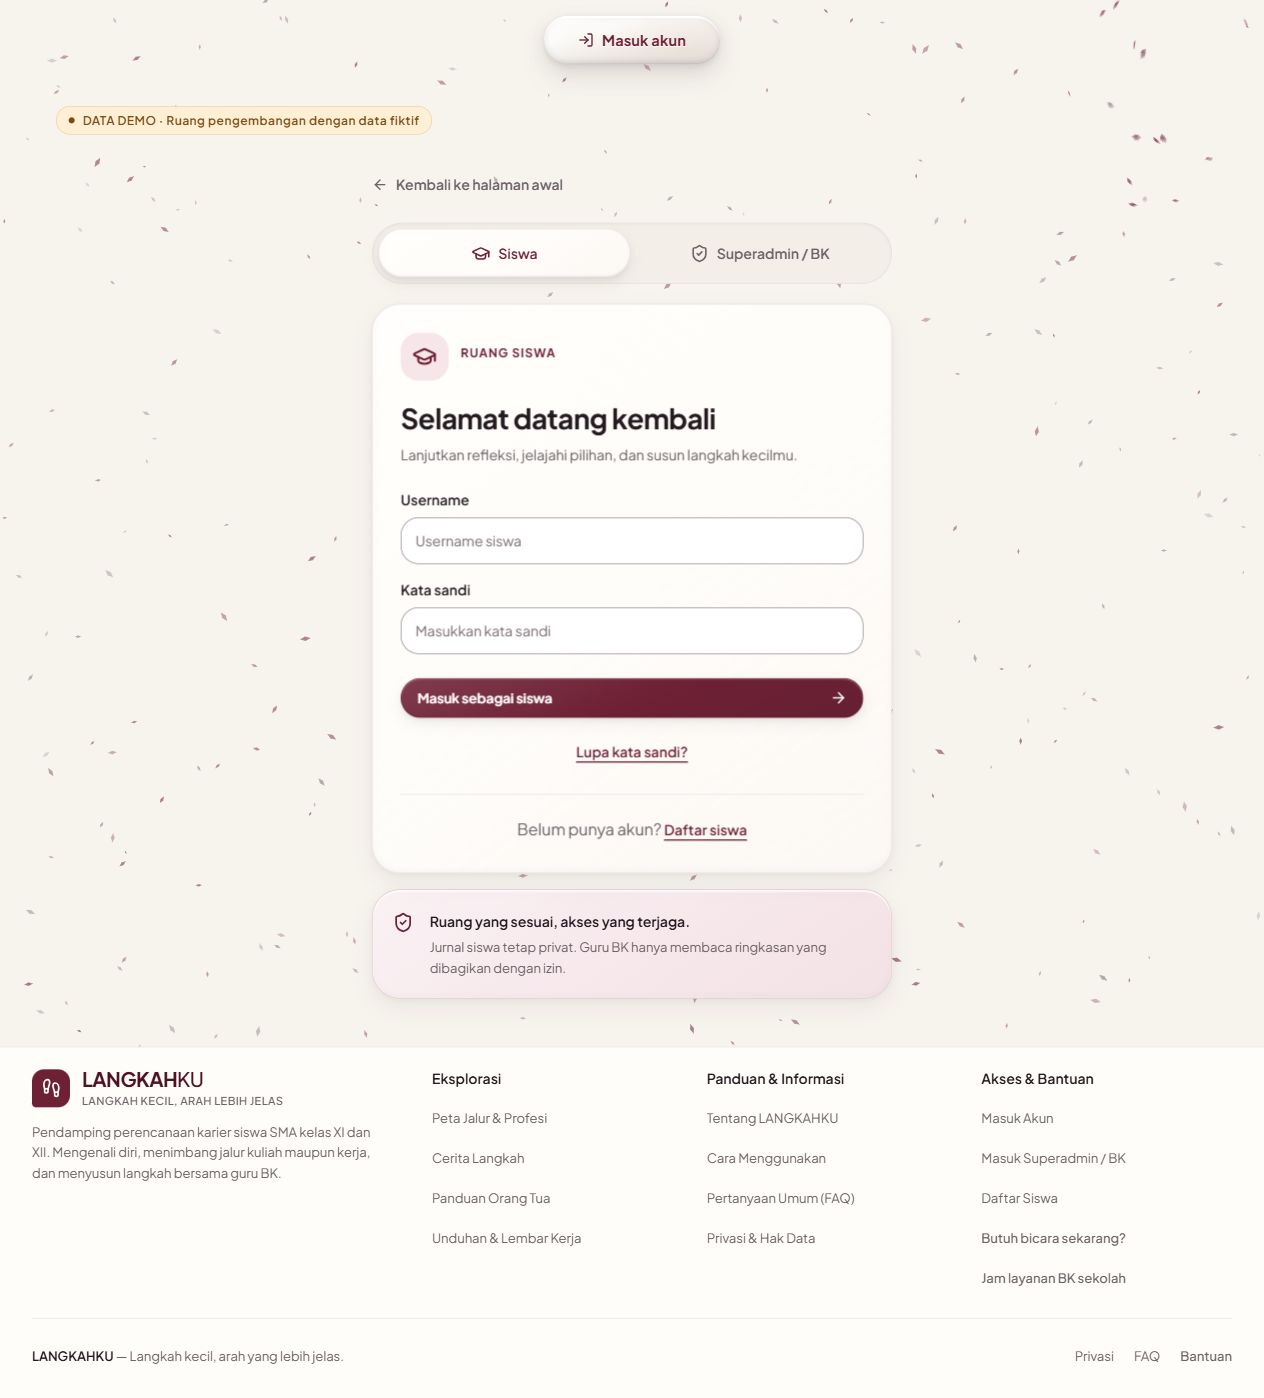 Masuk akun
DATA DEMO · Ruang pengembangan dengan data fiktif
Kembali ke halaman awal
Siswa
Superadmin / BK
RUANG SISWA
Selamat datang kembali
Lanjutkan refleksi, jelajahi pilihan, dan susun langkah kecilmu.
Username
Username siswa
Kata sandi
Masukkan kata sandi
Masuk sebagai siswa
Lupa kata sandi?
Belum punya akun? Daftar siswa
Ruang yang sesuai, akses yang terjaga.
Jurnal siswa tetap privat. Guru BK hanya membaca ringkasan yang
dibagikan dengan izin.
LANGKAHKU
LANGKAH KECIL, ARAH LEBIH JELAS
Pendamping perencanaan karier siswa SMA kelas XI dan
XII. Mengenali diri, menimbang jalur kuliah maupun kerja,
dan menyusun langkah bersama guru BK.
Eksplorasi
Peta Jalur & Profesi
Cerita Langkah
Panduan Orang Tua
Unduhan & Lembar Kerja
Panduan & Informasi
Tentang LANGKAHKU
Cara Menggunakan
Pertanyaan Umum (FAQ)
Privasi & Hak Data
Akses & Bantuan
Masuk Akun
Masuk Superadmin / BK
Daftar Siswa
Butuh bicara sekarang?
Jam layanan BK sekolah
LANGKAHKU — Langkah kecil, arah yang lebih jelas.
Privasi
FAQ
Bantuan